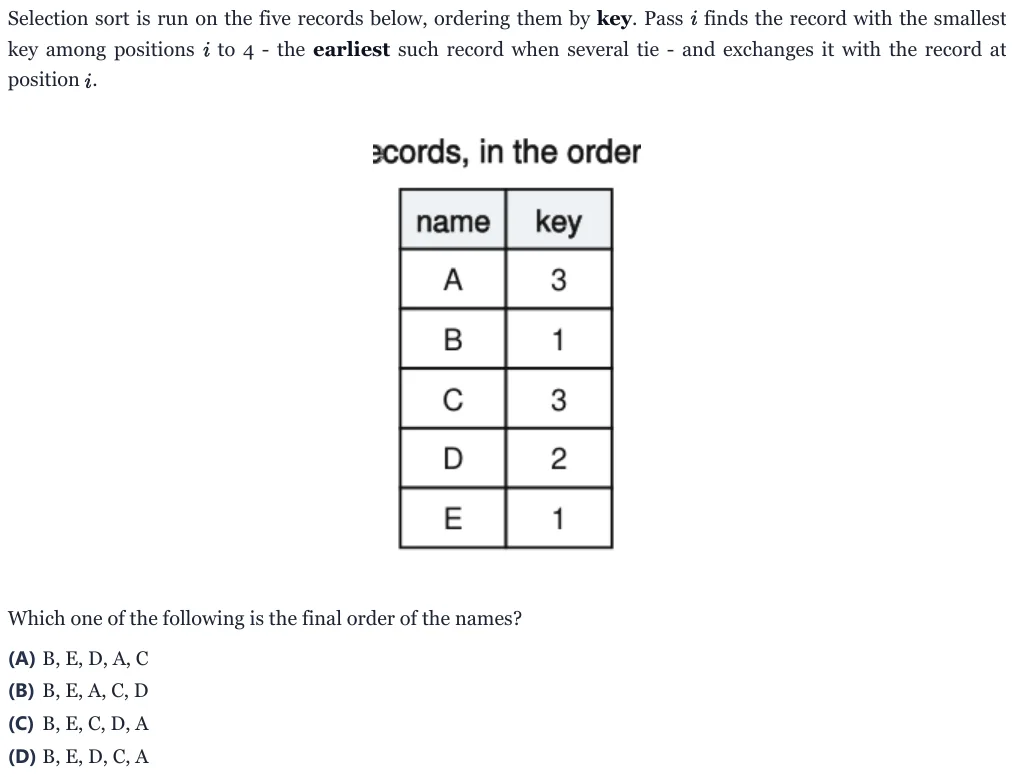 Selection sort is run on the five records below, ordering them by key. Pass i finds the record with the smallest
key among positions i to 4 - the earliest such record when several tie - and exchanges it with the record at
position i.
ecords, in the order
name key
A 3
B 1
C 3
D 2
E 1
Which one of the following is the final order of the names?
(A) B, E, D, A, C
(B) B, E, A, C, D
(C) B, E, C, D, A
(D) B, E, D, C, A